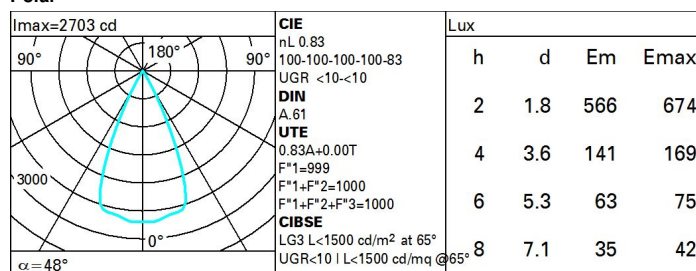 Imax=2703 cd
90°
180°
90°
3000
0°
α=48°
CIE
nL 0.83
100-100-100-100-83
UGR <10-<10
DIN
A.61
UTE
0.83A+0.00T
F"1=999
F"1+F"2=1000
F"1+F"2+F"3=1000
CIBSE
LG3 L<1500 cd/m² at 65°
UGR<10 | L<1500 cd/mq @65°
Lux
h d Em Emax
2 1.8 566 674
4 3.6 141 169
6 5.3 63 75
8 7.1 35 42